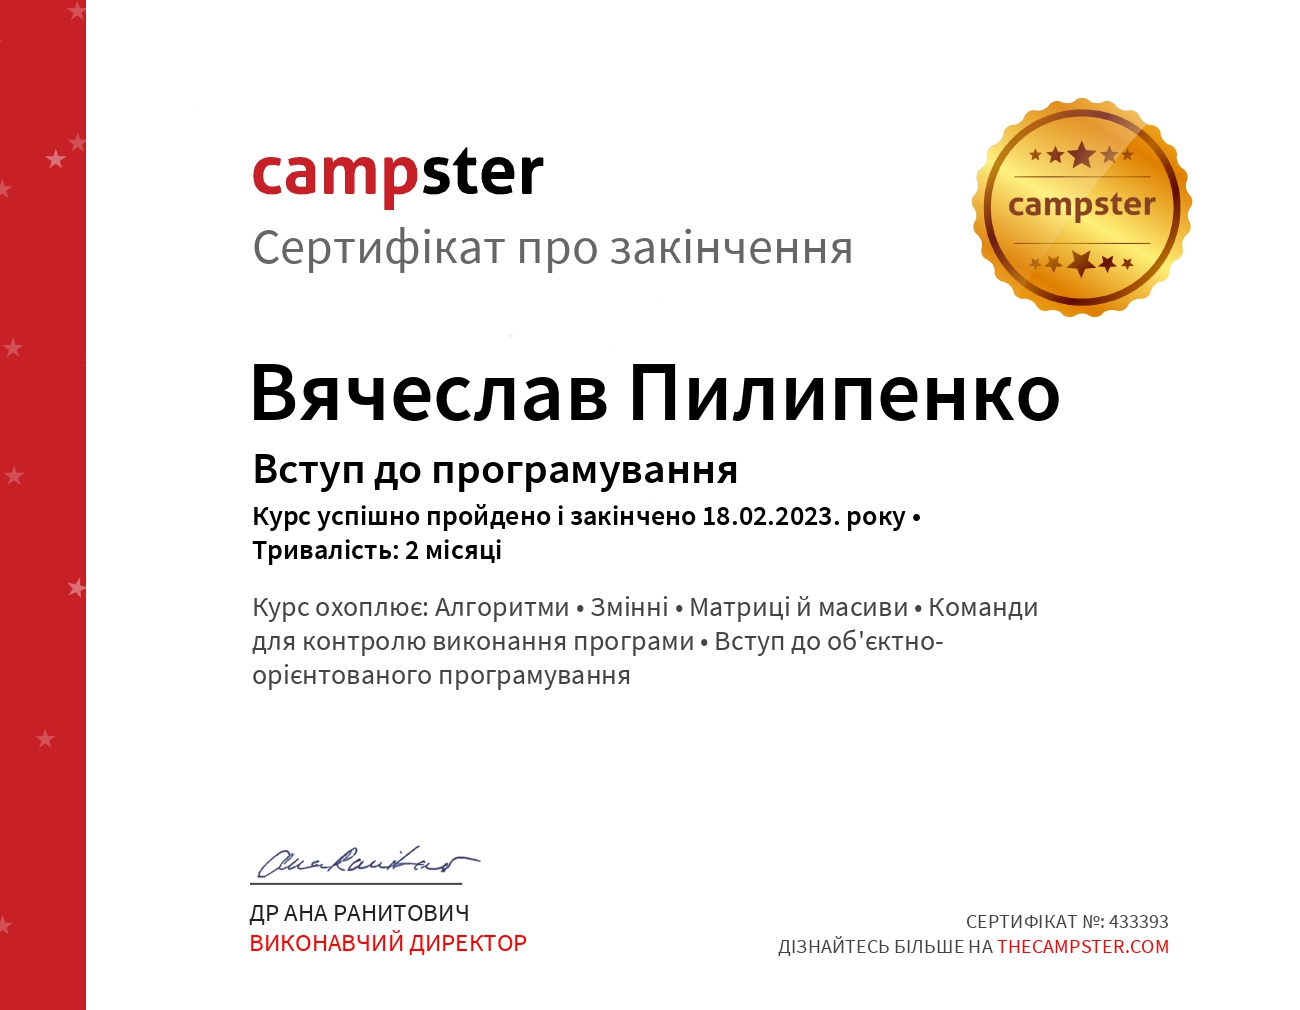 campster
Сертифікат про закінчення
campster
Вячеслав Пилипенко
Вступ до програмування
Курс успішно пройдено і закінчено 18.02.2023. року •
Тривалість: 2 місяці
Курс охоплює: Алгоритми • Змінні • Матриці й масиви • Команди
для контролю виконання програми • Вступ до об'єктно-
орієнтованого програмування
Ana Ranitović
ДР АНА РАНИТОВИЧ
ВИКОНАВЧИЙ ДИРЕКТОР
СЕРТИФІКАТ №: 433393
ДІЗНАЙТЕСЬ БІЛЬШЕ НА THECAMPSTER.COM